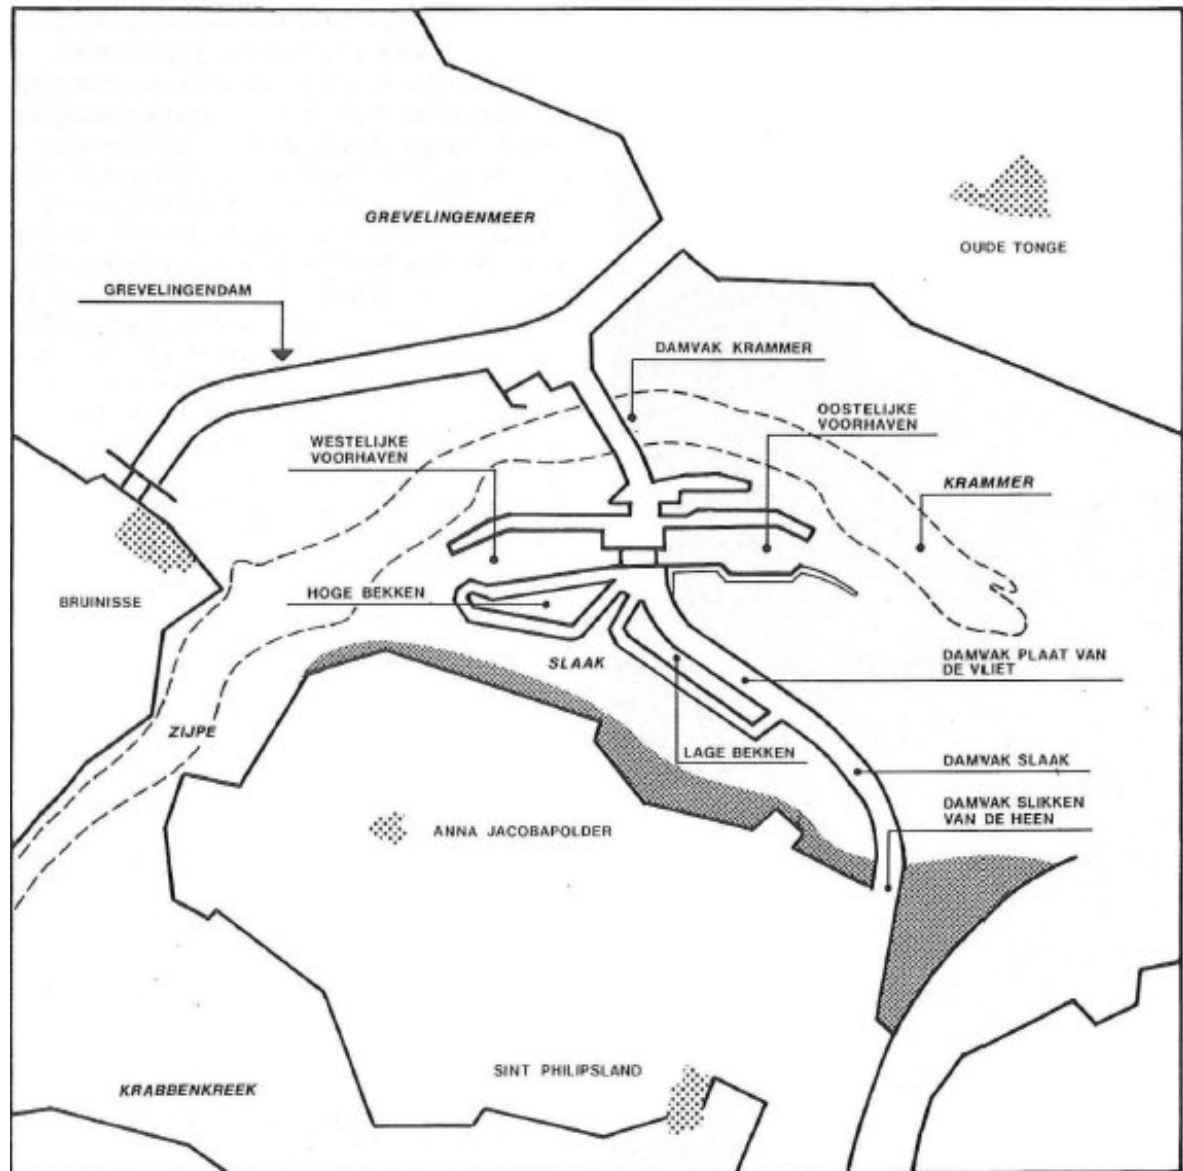 GREVELINGENMEER
OUDE TONGE
GREVELINGENDAM
DAMVAK KRAMMER
OOSTELIJKE
VOORHAVEN
WESTELIJKE
VOORHAVEN
KRAMMER
HOGE BEKKEN
BRUINISSE
SLAAK
DAMVAK PLAAT VAN
DE VLIET
ZIJPE
LAGE BEKKEN
DAMVAK SLAAK
DAMVAK SLIKKEN
VAN DE HEEN
ANNA JACOBAPOLDER
SINT PHILIPSLAND
KRABBENKREEK